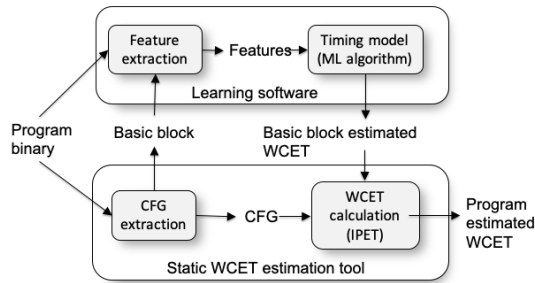 Feature
extraction
Features
Timing model
(ML algorithm)
Learning software
Program
binary
Basic block
Basic block estimated
WCET
CFG
extraction
CFG
WCET
calculation
(IPET)
Program
estimated
WCET
Static WCET estimation tool